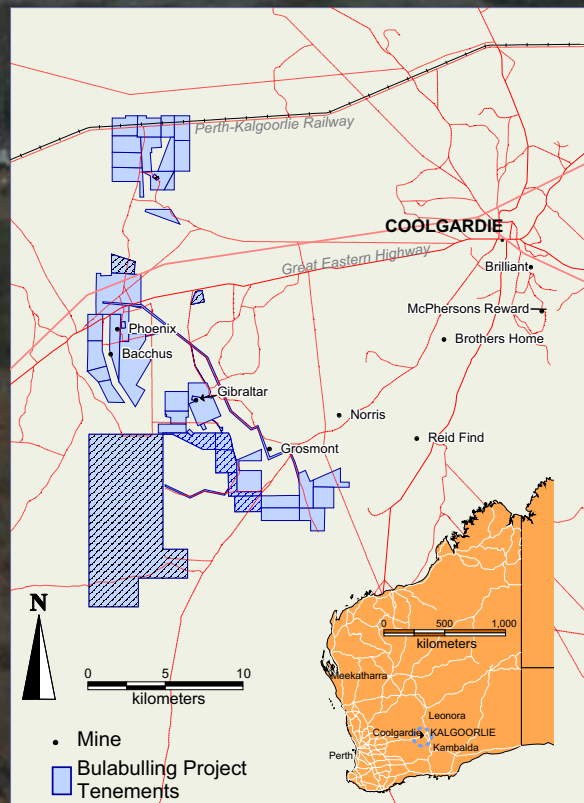 Perth-Kalgoorlie Railway
COOLGARDIE
Great Eastern Highway
Brilliant
McPhersons Reward
Phoenix
Brothers Home
Bacchus
Gibraltar
Norris
Reid Find
Grosmont
N
0 5 10
kilometers
Mine
Bulabulling Project
Tenements
0 500 1,000
kilometers
Meekatharra
Leonora
Coolgardie KALGOORLIE
Kambalda
Perth